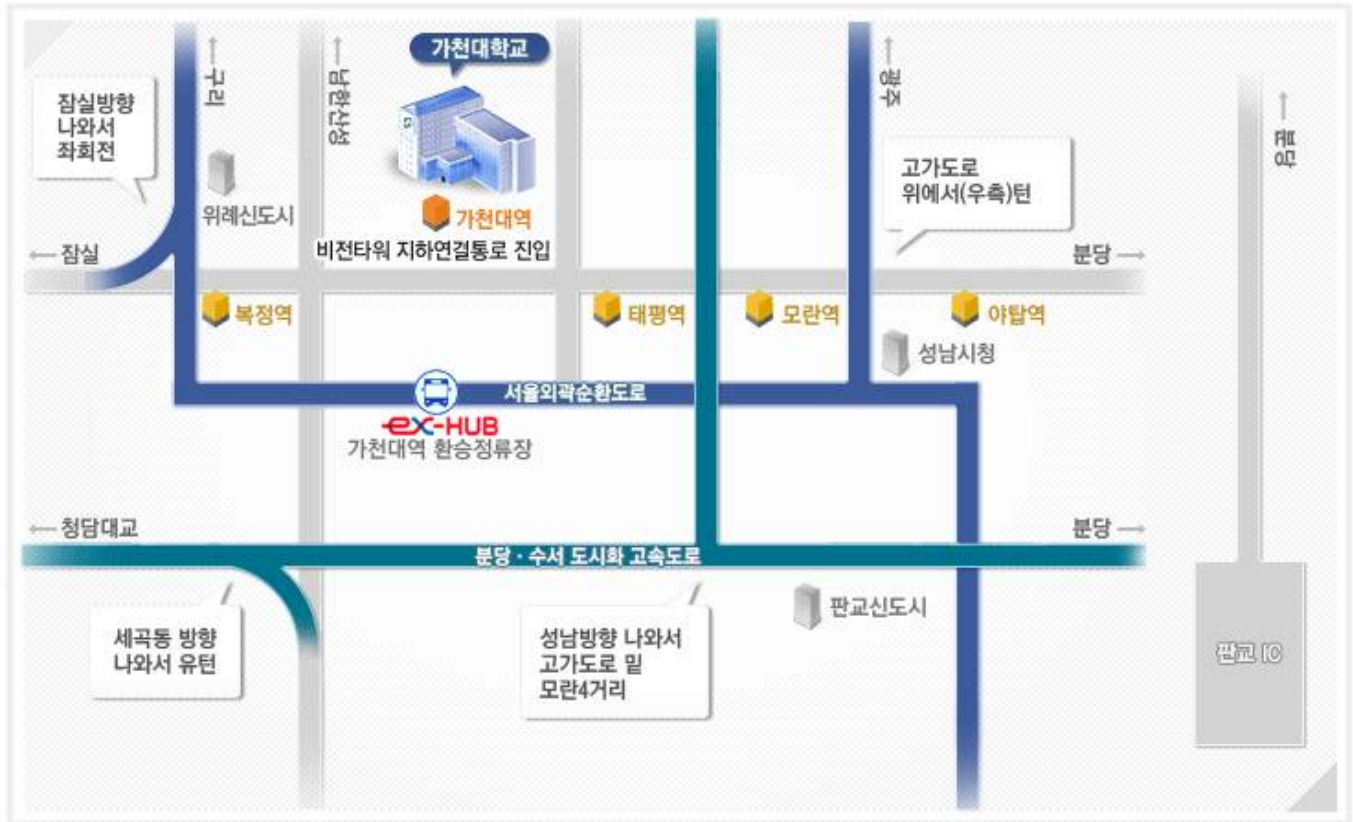 가천대학교
구리
남한산성
광주
분당
잠실방향
나와서
좌회전
고가도로
위에서(우측)턴
위례신도시
가천대역
비전타워 지하연결통로 진입
잠실
분당
복정역
태평역
모란역
야탑역
성남시청
서울외곽순환도로
ex-HUB
가천대역 환승정류장
청담대교
분당
분당·수서 도시화 고속도로
판교신도시
세곡동 방향
나와서 유턴
성남방향 나와서
고가도로 밑
모란4거리
판교 IC